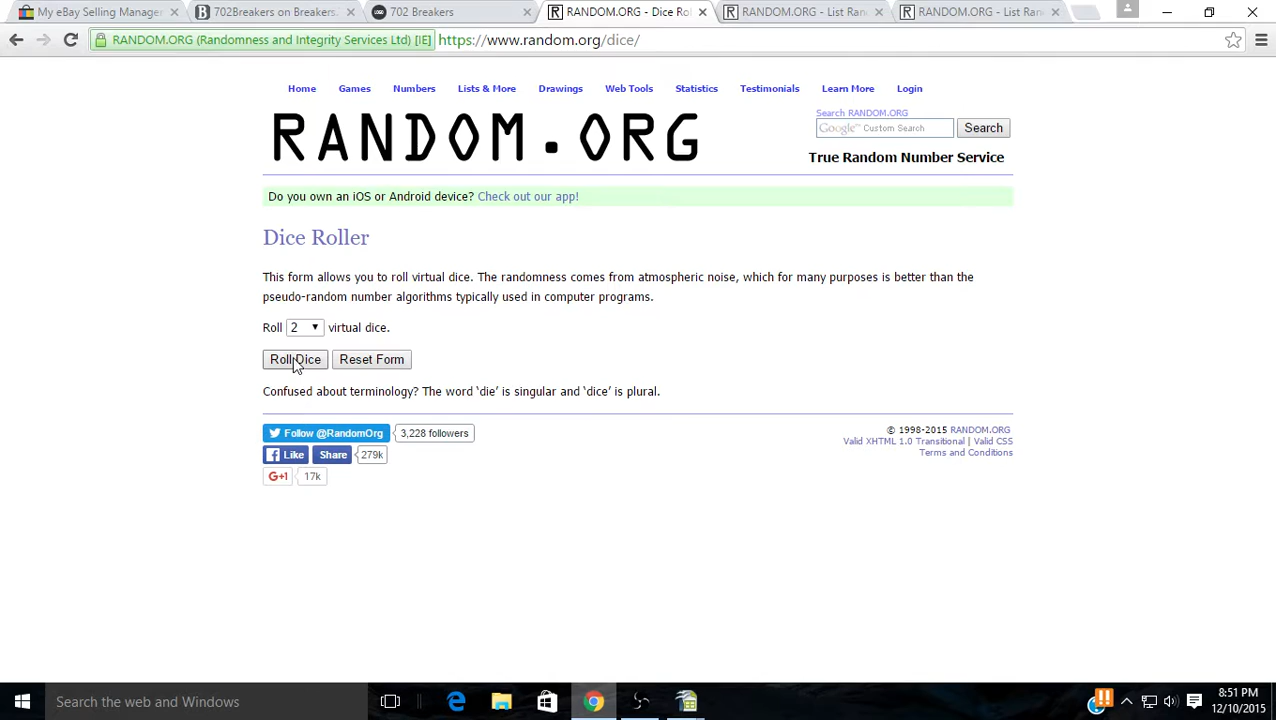 My eBay Selling Manager
702Breakers on Breakers.
702 Breakers
RANDOM.ORG - Dice Rol
RANDOM.ORG - List Ran
RANDOM.ORG - List Ran
RANDOM.ORG (Randomness and Integrity Services Ltd) [IE] https://www.random.org/dice/
Home Games Numbers Lists & More Drawings Web Tools Statistics Testimonials Learn More Login
RANDOM.ORG
Search RANDOM.ORG
Google™ Custom Search Search
True Random Number Service
Do you own an iOS or Android device? Check out our app!
Dice Roller
This form allows you to roll virtual dice. The randomness comes from atmospheric noise, which for many purposes is better than the
pseudo-random number algorithms typically used in computer programs.
Roll 2 virtual dice.
Roll Dice Reset Form
Confused about terminology? The word ‘die’ is singular and ‘dice’ is plural.
Follow @RandomOrg 3,228 followers
Like Share 279k
G+1 17k
© 1998-2015 RANDOM.ORG
Valid XHTML 1.0 Transitional | Valid CSS
Terms and Conditions
Search the web and Windows
8:51 PM
12/10/2015